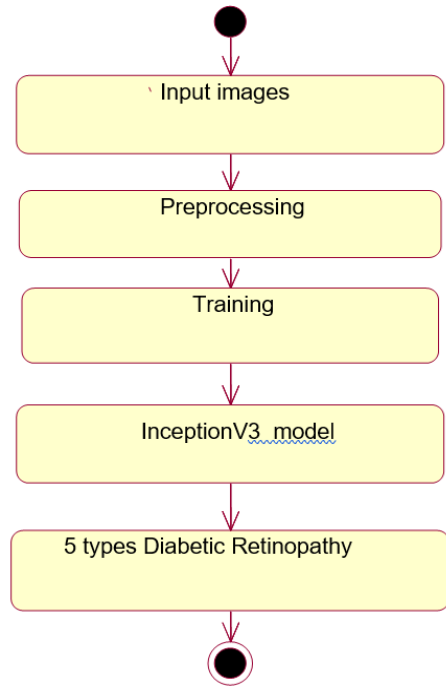 Input images
Preprocessing
Training
InceptionV3 model
5 types Diabetic Retinopathy